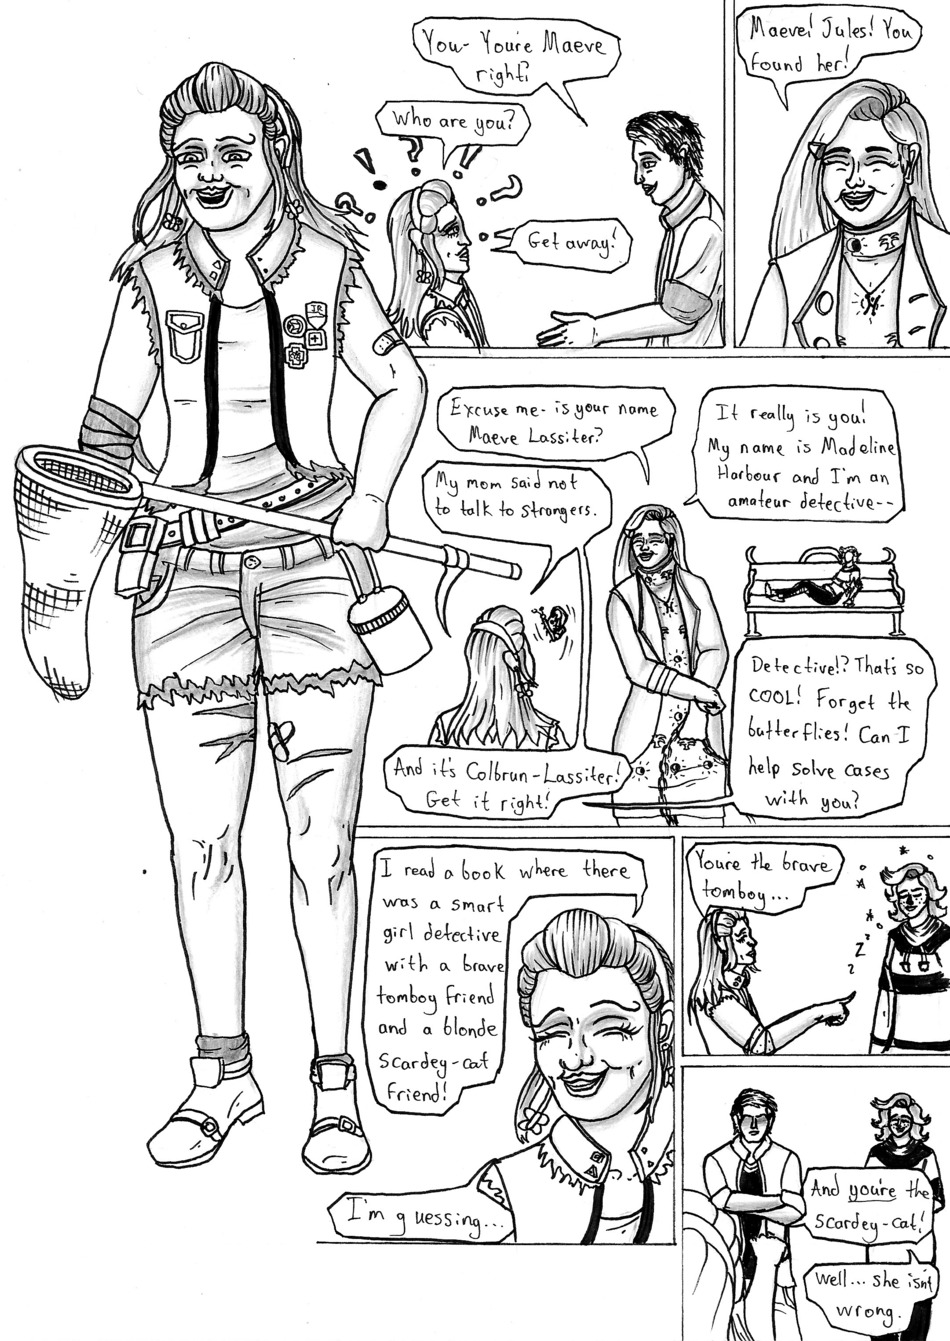 You- You're Maeve
right?
Who are you?
Get away!
Maeve! Jules! You
found her!
IR
Excuse me- is your name
Maeve Lassiter?
My mom said not
to talk to strangers.
And it's Colbrun-Lassiter!
Get it right!
It really is you!
My name is Madeline
Harbour and I'm an
amateur detective--
Detective!? That's so
COOL! Forget the
butterflies! Can I
help solve cases
with you?
I read a book where there
was a smart
girl detective
with a brave
tomboy friend
and a blonde
scardey-cat
friend!
I'm guessing...
You're the brave
tomboy...
z z z
And you're the
scardey-cat!
Well... she isn't
wrong.